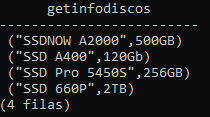 getinfodiscos
-------------------------
("SSDNOW A2000",500GB)
("SSD A400",120Gb)
("SSD Pro 5450S",256GB)
("SSD 660P",2TB)
(4 filas)